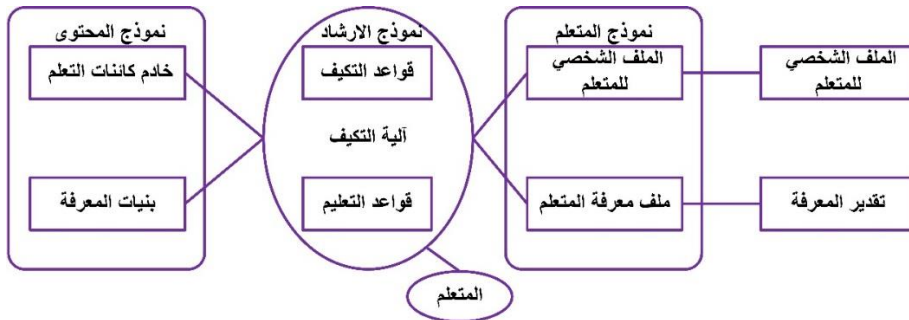 نموذج المتعلم
الملف الشخصي
للمتعلم
الملف الشخصي
للمتعلم
ملف معرفة المتعلم
تقدير المعرفة
نموذج الارشاد
قواعد التكيف
آلية التكيف
قواعد التعليم
المتعلم
نموذج المحتوى
خادم كائنات التعلم
بنيات المعرفة